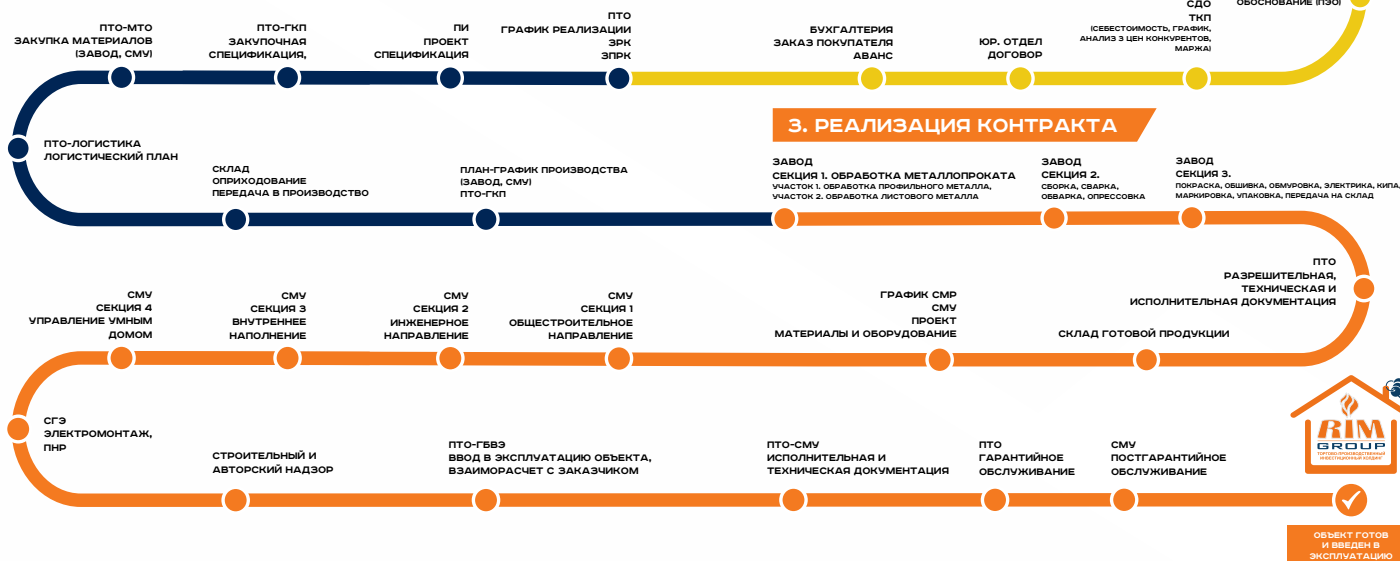 СДО
ТКП
(СЕБЕСТОИМОСТЬ, ГРАФИК,
АНАЛИЗ 3 ЦЕН КОНКУРЕНТОВ,
МАРЖА)
ОБОСНОВАНИЕ (ПЭО)
ПТО-МТО
ЗАКУПКА МАТЕРИАЛОВ
(ЗАВОД, СМУ)
ПТО-ГКП
ЗАКУПОЧНАЯ
СПЕЦИФИКАЦИЯ,
ПИ
ПРОЕКТ
СПЕЦИФИКАЦИЯ
ПТО
ГРАФИК РЕАЛИЗАЦИИ
ЗРК
ЗПРК
БУХГАЛТЕРИЯ
ЗАКАЗ ПОКУПАТЕЛЯ
АВАНС
ЮР. ОТДЕЛ
ДОГОВОР
3. РЕАЛИЗАЦИЯ КОНТРАКТА
ПТО-ЛОГИСТИКА
ЛОГИСТИЧЕСКИЙ ПЛАН
СКЛАД
ОПРИХОДОВАНИЕ
ПЕРЕДАЧА В ПРОИЗВОДСТВО
ПЛАН-ГРАФИК ПРОИЗВОДСТВА
(ЗАВОД, СМУ)
ПТО-ГКП
ЗАВОД
СЕКЦИЯ 1. ОБРАБОТКА МЕТАЛЛОПРОКАТА
УЧАСТОК 1. ОБРАБОТКА ПРОФИЛЬНОГО МЕТАЛЛА,
УЧАСТОК 2. ОБРАБОТКА ЛИСТОВОГО МЕТАЛЛА
ЗАВОД
СЕКЦИЯ 2.
СБОРКА, СВАРКА,
ОБВАРКА, ОПРЕССОВКА
ЗАВОД
СЕКЦИЯ 3.
ПОКРАСКА, ОБШИВКА, ОБМУРОВКА, ЭЛЕКТРИКА, КИПА,
МАРКИРОВКА, УПАКОВКА, ПЕРЕДАЧА НА СКЛАД
ПТО
РАЗРЕШИТЕЛЬНАЯ,
ТЕХНИЧЕСКАЯ И
ИСПОЛНИТЕЛЬНАЯ ДОКУМЕНТАЦИЯ
СМУ
СЕКЦИЯ 4
УПРАВЛЕНИЕ УМНЫМ
ДОМОМ
СМУ
СЕКЦИЯ 3
ВНУТРЕННЕЕ
НАПОЛНЕНИЕ
СМУ
СЕКЦИЯ 2
ИНЖЕНЕРНОЕ
НАПРАВЛЕНИЕ
СМУ
СЕКЦИЯ 1
ОБЩЕСТРОИТЕЛЬНОЕ
НАПРАВЛЕНИЕ
ГРАФИК СМР
СМУ
ПРОЕКТ
МАТЕРИАЛЫ И ОБОРУДОВАНИЕ
СКЛАД ГОТОВОЙ ПРОДУКЦИИ
СГЭ
ЭЛЕКТРОМОНТАЖ,
ПНР
СТРОИТЕЛЬНЫЙ И
АВТОРСКИЙ НАДЗОР
ПТО-ГБВЭ
ВВОД В ЭКСПЛУАТАЦИЮ ОБЪЕКТА,
ВЗАИМОРАСЧЕТ С ЗАКАЗЧИКОМ
ПТО-СМУ
ИСПОЛНИТЕЛЬНАЯ И
ТЕХНИЧЕСКАЯ ДОКУМЕНТАЦИЯ
ПТО
ГАРАНТИЙНОЕ
ОБСЛУЖИВАНИЕ
СМУ
ПОСТГАРАНТИЙНОЕ
ОБСЛУЖИВАНИЕ
RIM
GROUP
ТОРГОВО-ПРОИЗВОДСТВЕННЫЙ
ИНВЕСТИЦИОННЫЙ ХОЛДИНГ
ОБЪЕКТ ГОТОВ
И ВВЕДЕН В
ЭКСПЛУАТАЦИЮ